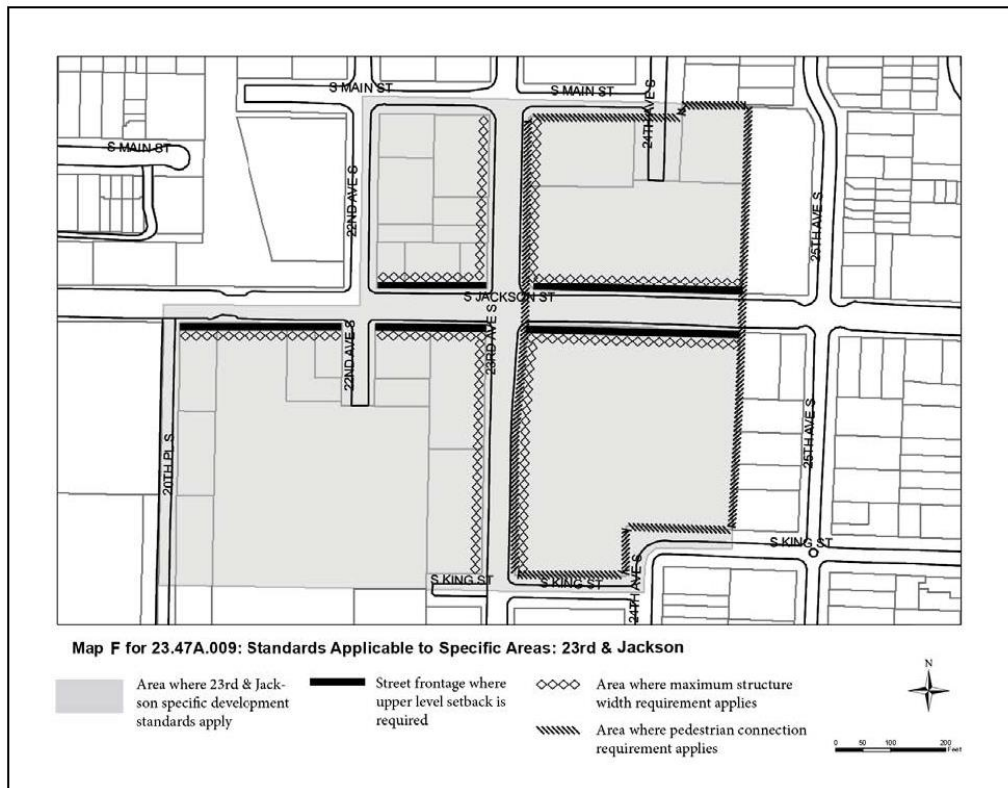 S MAIN ST
S MAIN ST
24TH AVE S
S MAIN ST
22ND AVE S
25TH AVE S
S JACKSON ST
22ND AVE S
23RD AVE S
25TH AVE S
20TH PL S
S KING ST
S KING ST
S KING ST
24TH AVE S
Map F for 23.47A.009: Standards Applicable to Specific Areas: 23rd & Jackson
Area where 23rd & Jack-
son specific development
standards apply
Street frontage where
upper level setback is
required
Area where maximum structure
width requirement applies
Area where pedestrian connection
requirement applies
N
0 50 100 200
Feet